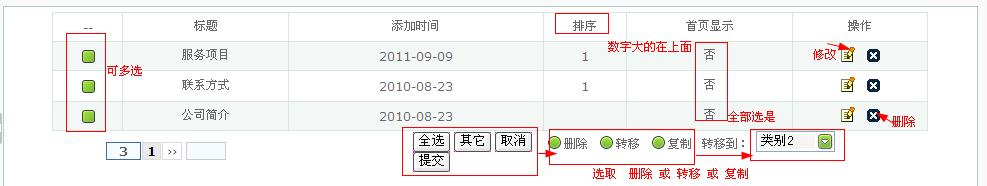 -- 标题 添加时间 排序 首页显示 操作
数字大的在上面
服务项目 2011-09-09 1 否 修改
可多选
联系方式 2010-08-23 1 否
公司简介 2010-08-23 否 全部选是 删除
3 1 ›› 全选 其它 取消 删除 转移 复制 转移到： 类别2
提交
选取 删除 或 转移 或 复制